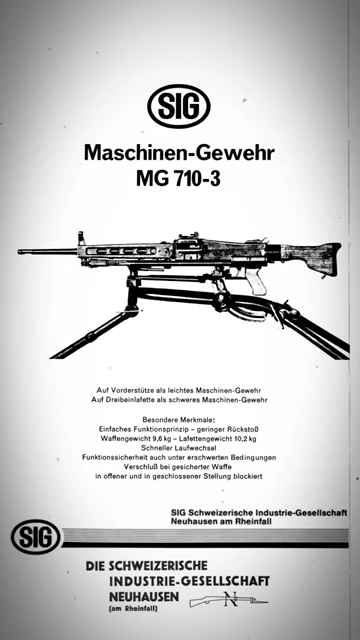 SIG
Maschinen-Gewehr
MG 710-3
Auf Vorderstütze als leichtes Maschinen-Gewehr
Auf Dreibeinlafette als schweres Maschinen-Gewehr
Besondere Merkmale:
Einfaches Funktionsprinzip – geringer Rückstoß
Waffengewicht 9,6 kg – Lafettengewicht 10,2 kg
Schneller Laufwechsel
Funktionssicherheit auch unter erschwerten Bedingungen
Verschluß bei gesicherter Waffe
in offener und in geschlossener Stellung blockiert
SIG Schweizerische Industrie-Gesellschaft
Neuhausen am Rheinfall
SIG
DIE SCHWEIZERISCHE
INDUSTRIE-GESELLSCHAFT
NEUHAUSEN
(am Rheinfall)
N